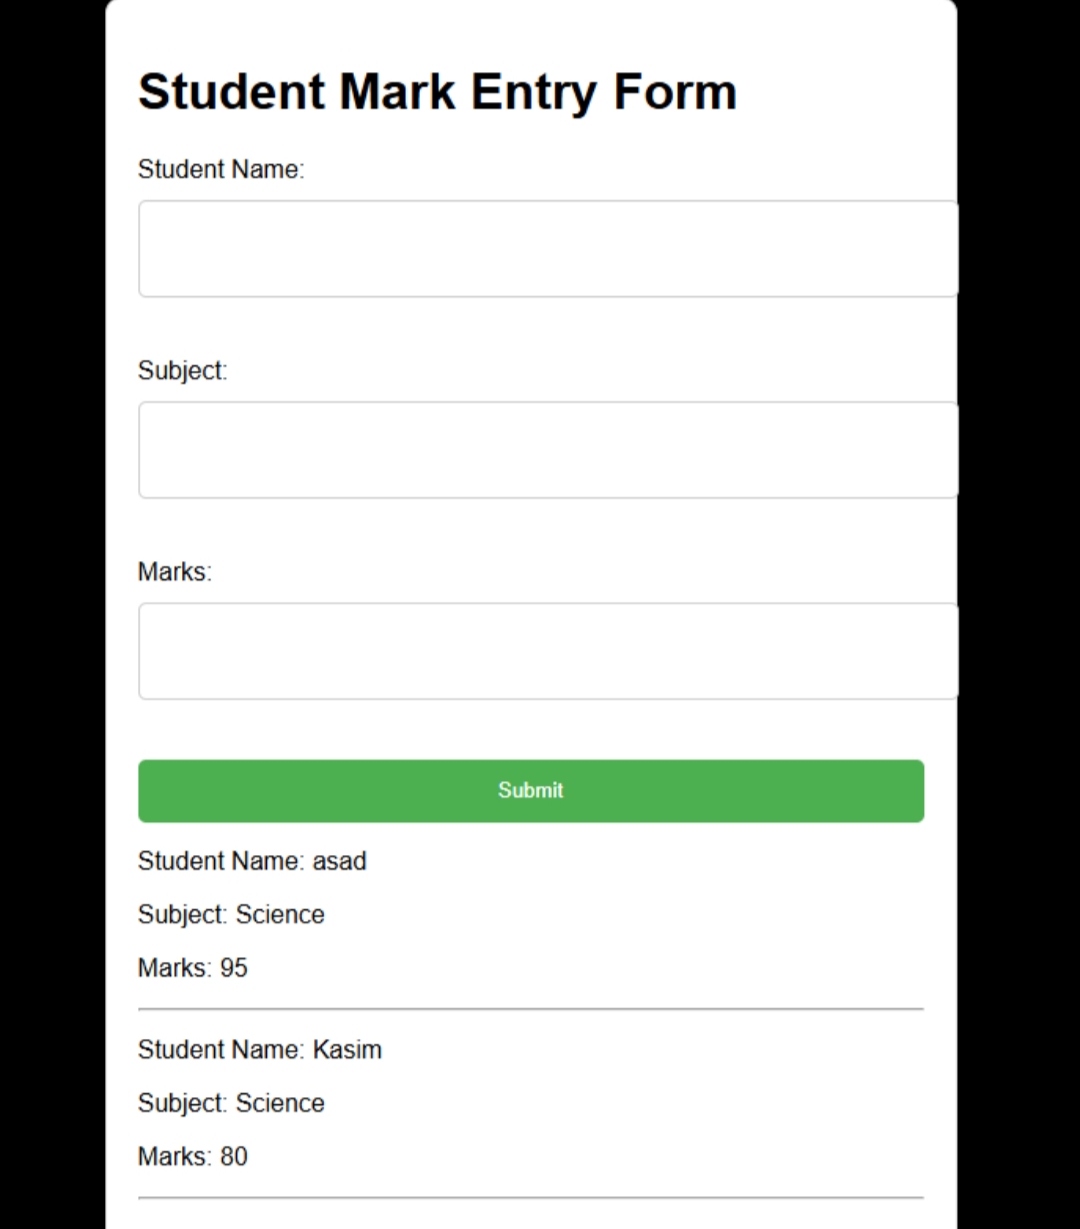 Student Mark Entry Form
Student Name:
Subject:
Marks:
Submit
Student Name: asad
Subject: Science
Marks: 95
Student Name: Kasim
Subject: Science
Marks: 80